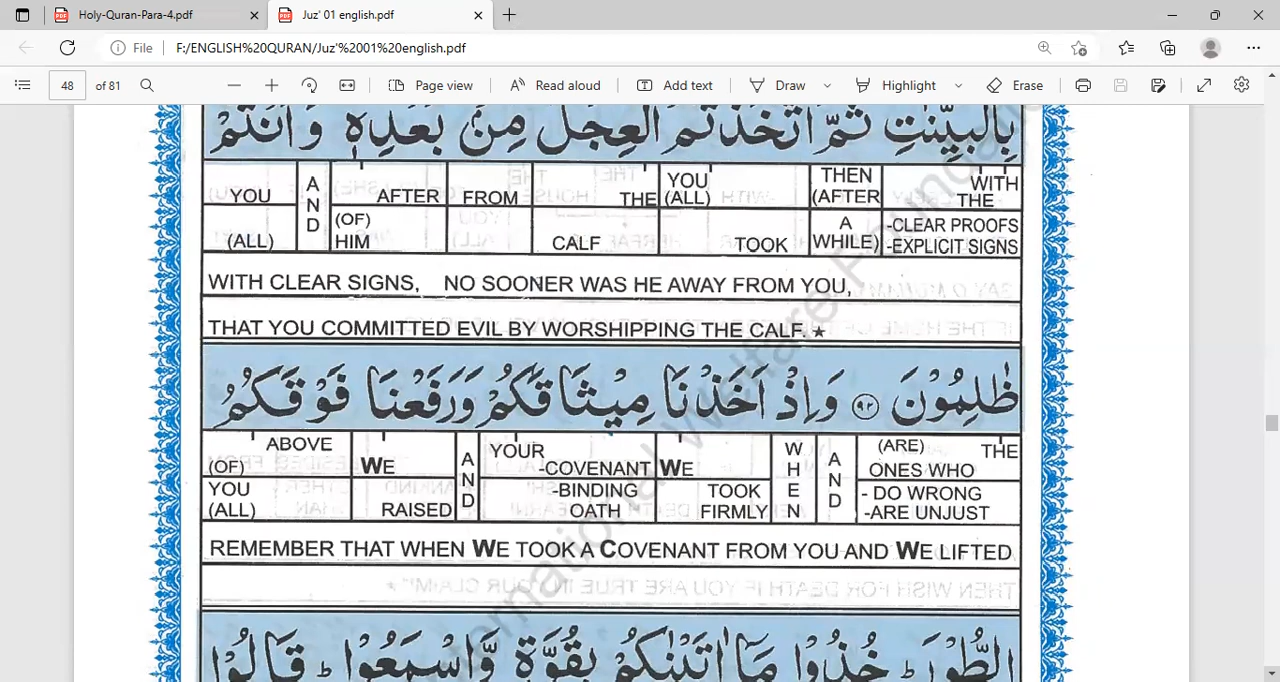 Holy-Quran-Para-4.pdf
Juz' 01 english.pdf
File F:/ENGLISH%20QURAN/Juz'%2001%20english.pdf
48 of 81 Page view Read aloud Add text Draw Highlight Erase
بِالْبَيِّنٰتِ ثُمَّ اتَّخَذْتُمُ الْعِجْلَ مِنْۢ بَعْدِهٖ وَاَنْتُمْ
YOU (ALL) AND AFTER (OF) HIM FROM THE CALF YOU (ALL) TOOK THEN (AFTER A WHILE) WITH THE -CLEAR PROOFS -EXPLICIT SIGNS
WITH CLEAR SIGNS, NO SOONER WAS HE AWAY FROM YOU,
THAT YOU COMMITTED EVIL BY WORSHIPPING THE CALF. ★
ظٰلِمُوْنَ ﴿۹۲﴾ وَاِذْ اَخَذْنَا مِيْثَاقَكُمْ وَرَفَعْنَا فَوْقَكُمُ
ABOVE (OF) YOU (ALL) WE RAISED AND YOUR -COVENANT -BINDING OATH WE TOOK FIRMLY WHEN AND (ARE) THE ONES WHO - DO WRONG -ARE UNJUST
REMEMBER THAT WHEN WE TOOK A COVENANT FROM YOU AND WE LIFTED
الطُّوْرَ ؕ خُذُوْا مَاۤ اٰتَيْنٰكُمْ بِقُوَّةٍ وَّاسْمَعُوْا ؕ قَالُوْا